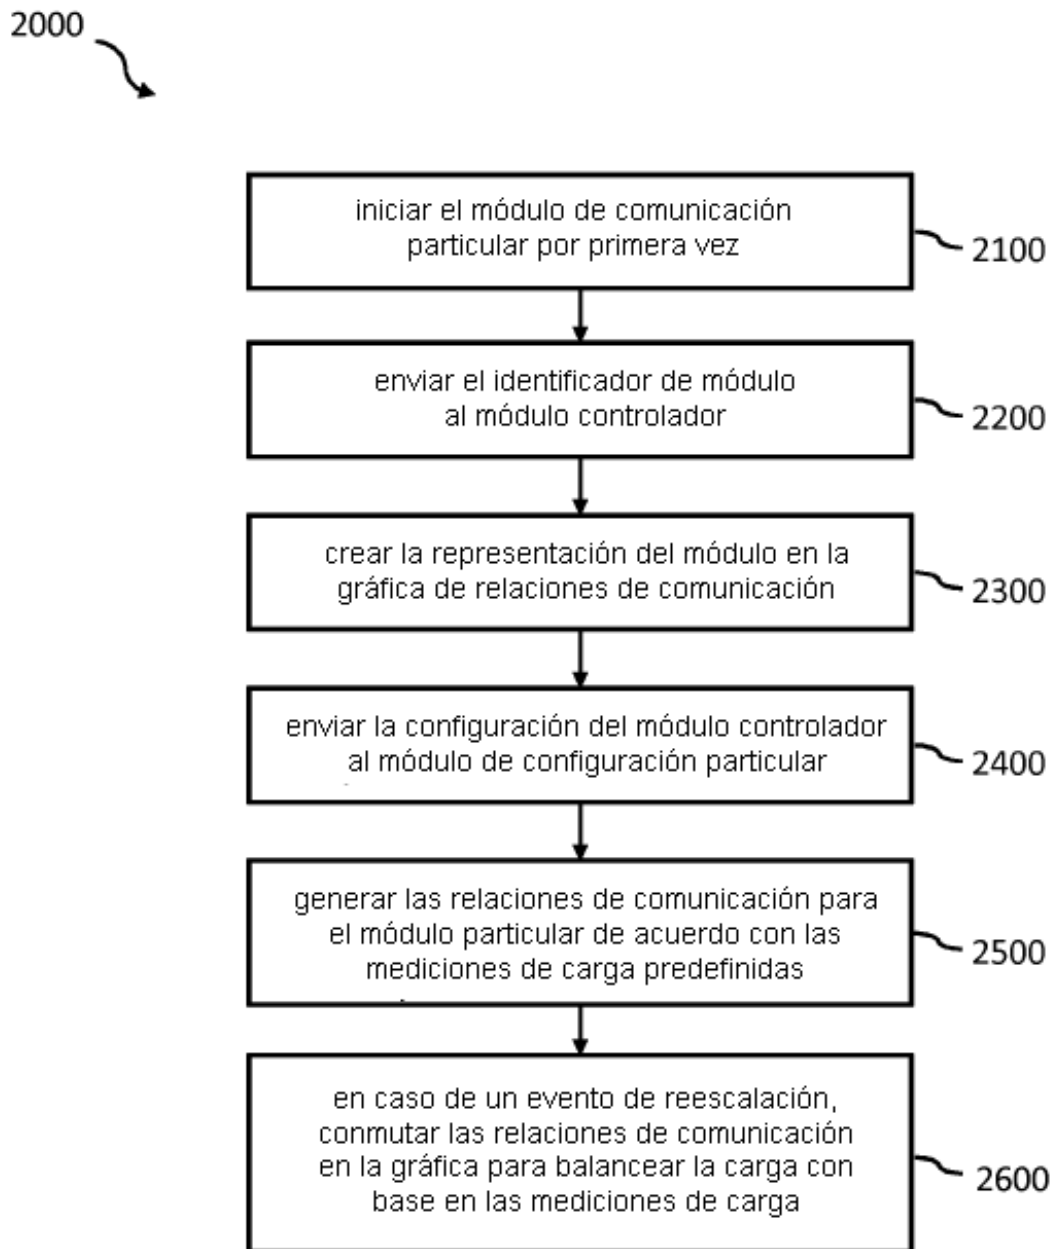 2000
iniciar el módulo de comunicación
particular por primera vez
2100
enviar el identificador de módulo
al módulo controlador
2200
crear la representación del módulo en la
gráfica de relaciones de comunicación
2300
enviar la configuración del módulo controlador
al módulo de configuración particular
2400
generar las relaciones de comunicación para
el módulo particular de acuerdo con las
mediciones de carga predefinidas
2500
en caso de un evento de reescalación,
conmutar las relaciones de comunicación
en la gráfica para balancear la carga con
base en las mediciones de carga
2600